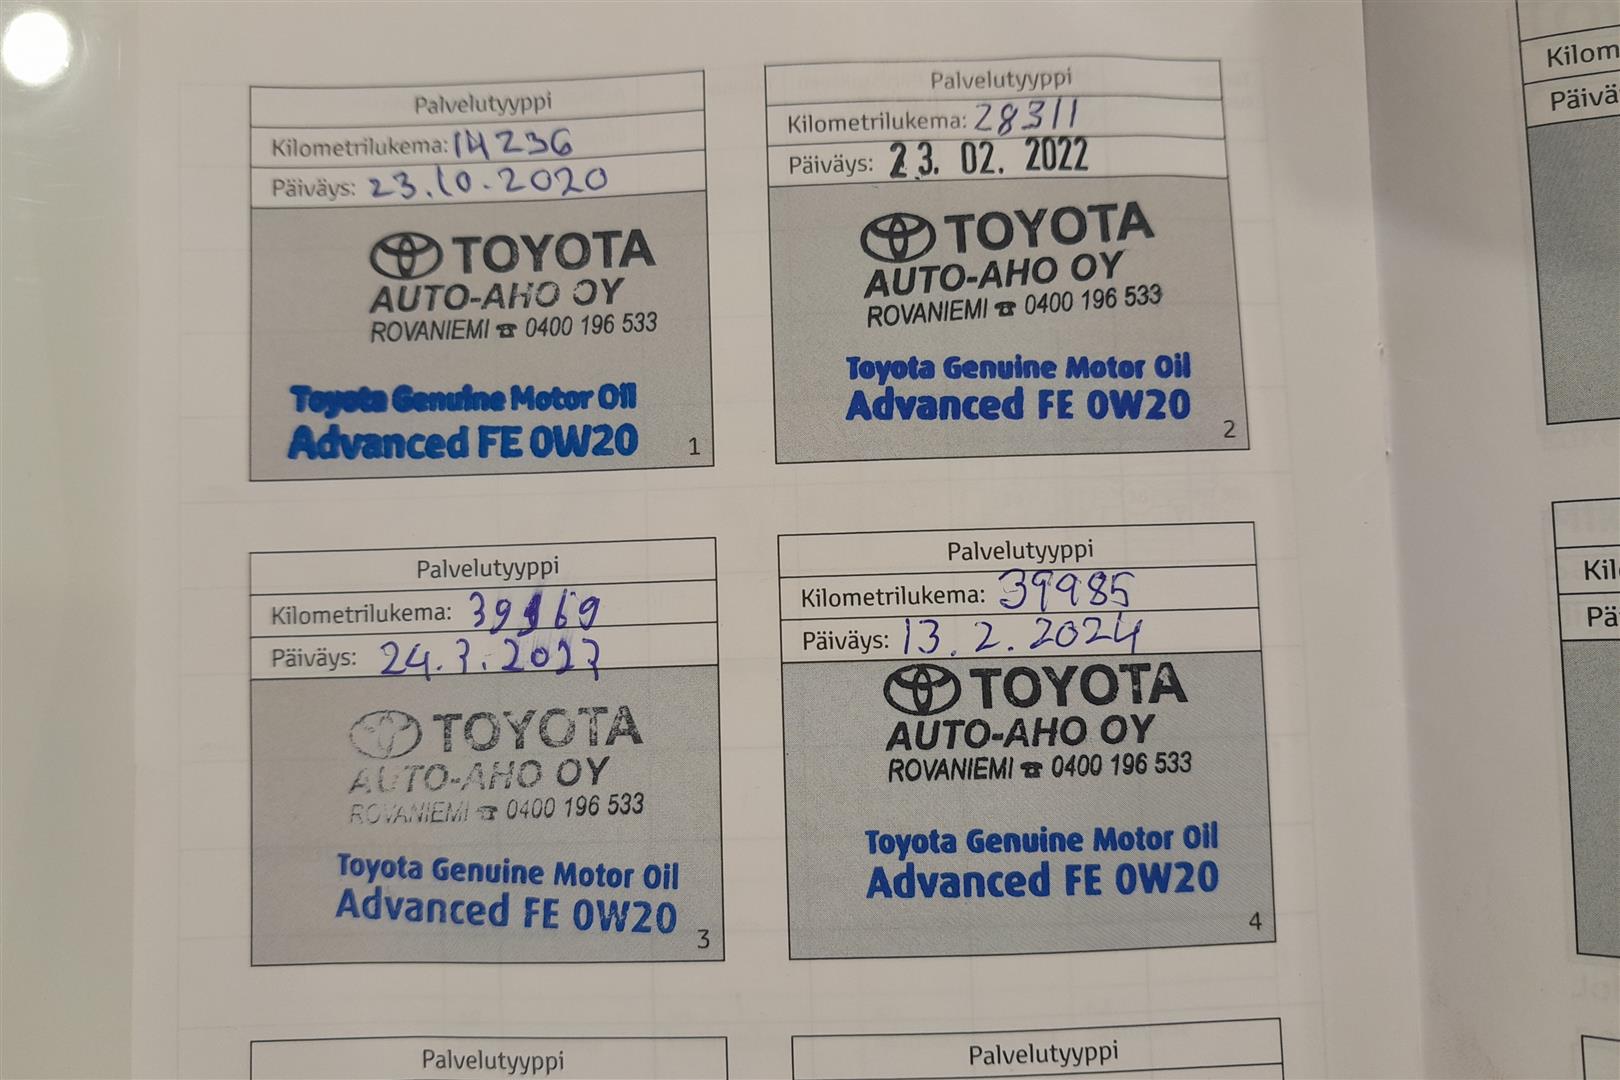 Palvelutyyppi
Kilometrilukema: 14236
Päiväys: 23.10.2020
TOYOTA
AUTO-AHO OY
ROVANIEMI ☎ 0400 196 533
Toyota Genuine Motor Oil
Advanced FE 0W20
1
Palvelutyyppi
Kilometrilukema: 28311
Päiväys: 23. 02. 2022
TOYOTA
AUTO-AHO OY
ROVANIEMI ☎ 0400 196 533
Toyota Genuine Motor Oil
Advanced FE 0W20
2
Palvelutyyppi
Kilometrilukema:
Päiväys:
TOYOTA
AUTO-AHO OY
ROVANIEMI ☎ 0400 196 533
Toyota Genuine Motor Oil
Advanced FE 0W20
3
Palvelutyyppi
Kilometrilukema: 39985
Päiväys: 13.2.2024
TOYOTA
AUTO-AHO OY
ROVANIEMI ☎ 0400 196 533
Toyota Genuine Motor Oil
Advanced FE 0W20
4
Palvelutyyppi
Palvelutyyppi
Kilom
Päivä
Kil
Pä